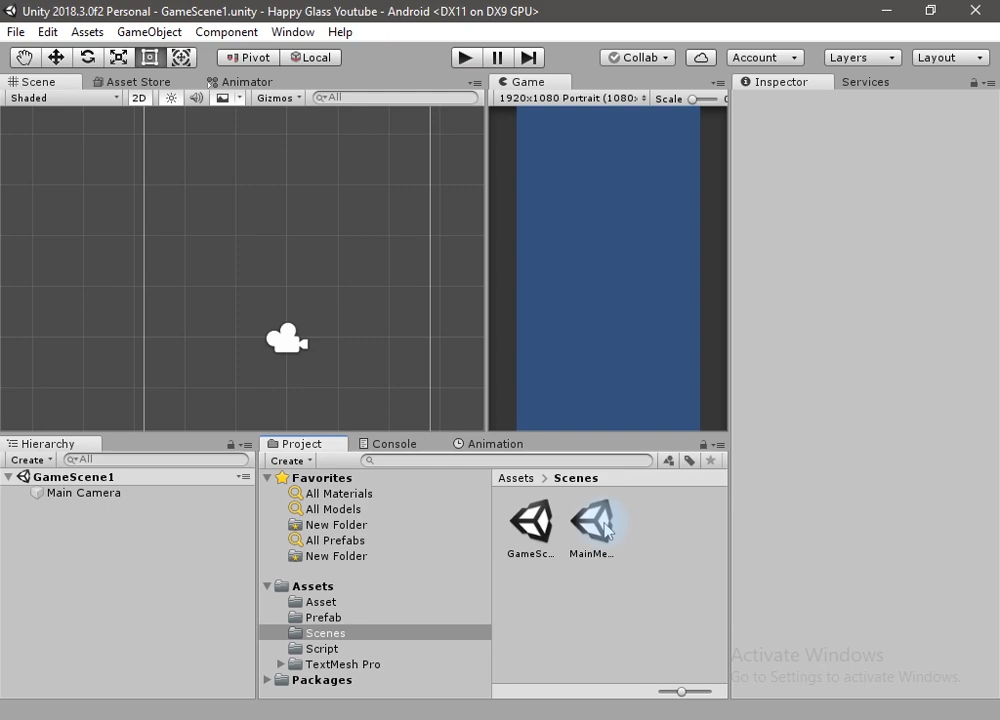 Unity 2018.3.0f2 Personal - GameScene1.unity - Happy Glass Youtube - Android <DX11 on DX9 GPU>
File Edit Assets GameObject Component Window Help
Pivot Local Collab Account Layers Layout
Scene Asset Store Animator Game Inspector Services
Shaded 2D Gizmos All 1920x1080 Portrait (1080x Scale
Hierarchy Project Console Animation
Create All Create
GameScene1 Favorites Assets > Scenes
Main Camera All Materials
All Models
New Folder
All Prefabs
GameSc... MainMe...
New Folder
Assets
Asset
Prefab
Scenes
Script
Activate Windows
TextMesh Pro
Go to Settings to activate Windows.
Packages